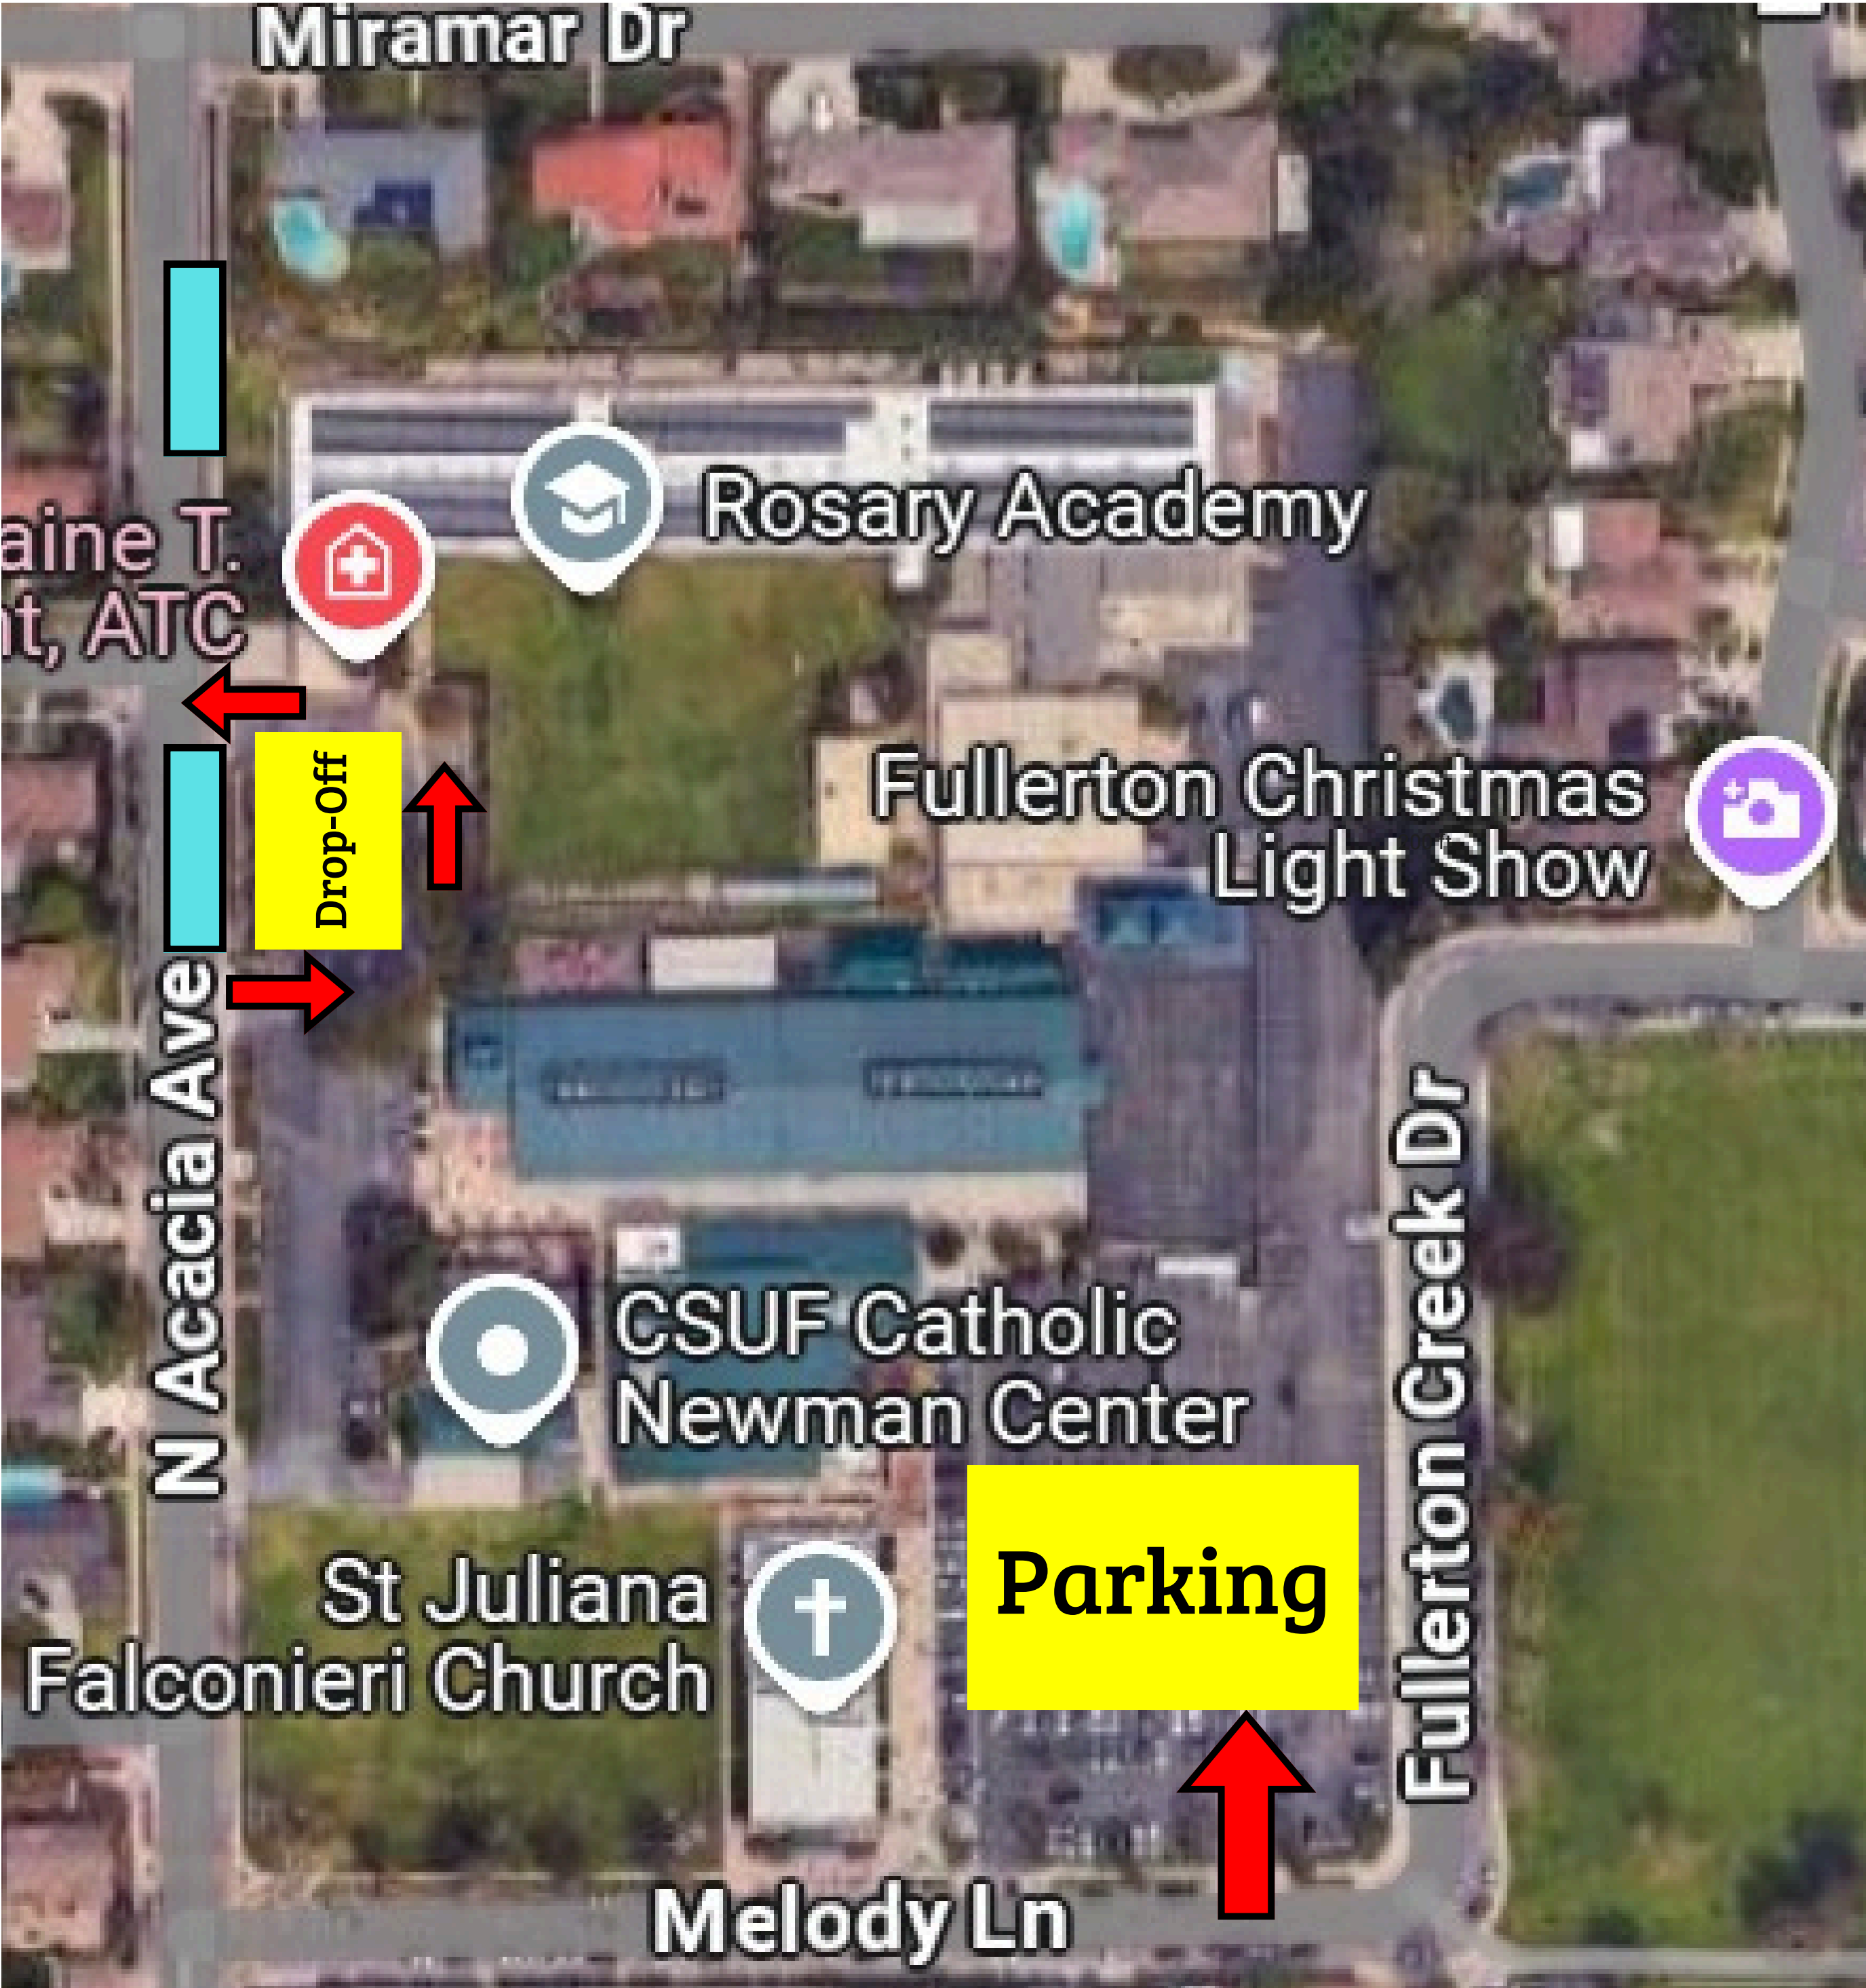 Miramar Dr
Rosary Academy
aine T.
nt, ATC
Drop-Off
Fullerton Christmas
Light Show
N Acacia Ave
Fullerton Creek Dr
CSUF Catholic
Newman Center
Parking
St Juliana
Falconieri Church
Melody Ln